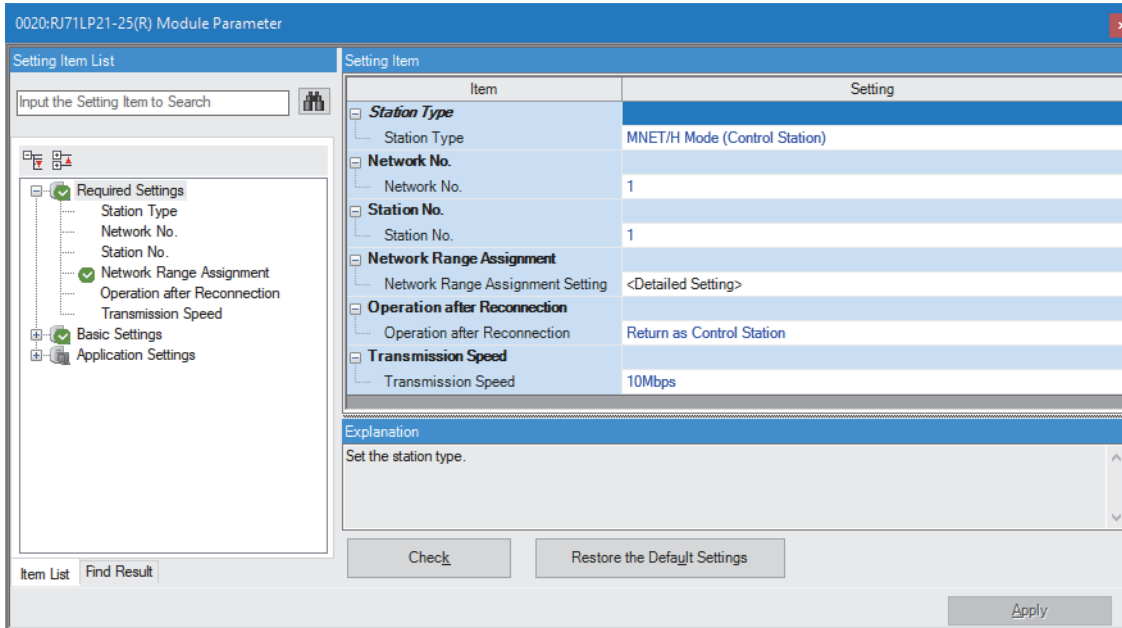 0020:RJ71LP21-25(R) Module Parameter
Setting Item List
Input the Setting Item to Search
Required Settings
Station Type
Network No.
Station No.
Network Range Assignment
Operation after Reconnection
Transmission Speed
Basic Settings
Application Settings
Item List Find Result
Setting Item
Item Setting
Station Type
Station Type MNET/H Mode (Control Station)
Network No.
Network No. 1
Station No.
Station No. 1
Network Range Assignment
Network Range Assignment Setting <Detailed Setting>
Operation after Reconnection
Operation after Reconnection Return as Control Station
Transmission Speed
Transmission Speed 10Mbps
Explanation
Set the station type.
Check Restore the Default Settings
Apply